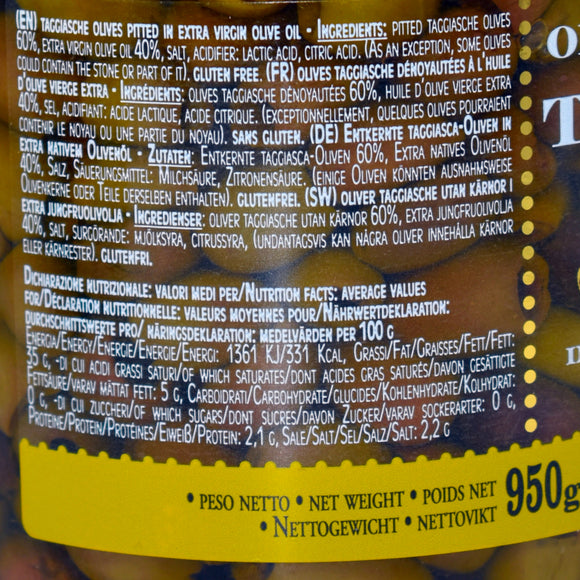 (EN) TAGGIASCHE OLIVES PITTED IN EXTRA VIRGIN OLIVE OIL • INGREDIENTS: PITTED TAGGIASCHE OLIVES
60%, EXTRA VIRGIN OLIVE OIL 40%, SALT, ACIDIFIER: LACTIC ACID, CITRIC ACID. (AS AN EXCEPTION, SOME OLIVES
COULD CONTAIN THE STONE OR PART OF IT). GLUTEN FREE. (FR) OLIVES TAGGIASCHE DÉNOYAUTÉES À L'HUILE
D'OLIVE VIERGE EXTRA • INGRÉDIENTS: OLIVES TAGGIASCHE DÉNOYAUTÉES 60%, HUILE D'OLIVE VIERGE EXTRA
40%, SEL, ACIDIFIANT: ACIDE LACTIQUE, ACIDE CITRIQUE. (EXCEPTIONNELLEMENT, QUELQUES OLIVES POURRAIENT
CONTENIR LE NOYAU OU UNE PARTIE DU NOYAU). SANS GLUTEN. (DE) ENTKERNTE TAGGIASCA-OLIVEN IN
EXTRA NATIVEM OLIVENÖL • ZUTATEN: ENTKERNTE TAGGIASCA-OLIVEN 60%, EXTRA NATIVES OLIVENÖL
40%, SALZ, SÄUERUNGSMITTEL: MILCHSÄURE, ZITRONENSÄURE. (EINIGE OLIVEN KÖNNTEN AUSNAHMSWEISE
OLIVENKERNE ODER TEILE DERSELBEN ENTHALTEN). GLUTENFREI. (SW) OLIVER TAGGIASCHE UTAN KÄRNOR I
EXTRA JUNGFRUOLIVOLJA • INGREDIENSER: OLIVER TAGGIASCHE UTAN KÄRNOR 60%, EXTRA JUNGFRUOLIVOLJA
40%, SALT, SURGÖRANDE: MJÖLKSYRA, CITRUSSYRA, (UNDANTAGSVIS KAN NÅGRA OLIVER INNEHÅLLA KÄRNOR
ELLER KÄRNRESTER). GLUTENFRI.
DICHIARAZIONE NUTRIZIONALE: VALORI MEDI PER/NUTRITION FACTS: AVERAGE VALUES
FOR/DÉCLARATION NUTRITIONNELLE: VALEURS MOYENNES POUR/NÄHRWERTDEKLARATION:
DURCHSCHNITTSWERTE PRO/ NÄRINGSDEKLARATION: MEDELVÄRDEN PER 100 G
ENERGIA/ENERGY/ÉNERGIE/ENERGIE/ENERGI: 1361 KJ/331 KCAL, GRASSI/FAT/GRAISSES/FETT/FETT:
35 G, -DI CUI ACIDI GRASSI SATURI/OF WHICH SATURATES/DONT ACIDES GRAS SATURÉS/DAVON GESÄTTIGTE
FETTSÄURE/VARAV MÄTTAT FETT: 5 G, CARBOIDRATI/CARBOHYDRATE/GLUCIDES/KOHLENHYDRATE/KOLHYDRAT:
0 G, -DI CUI ZUCCHERI/OF WHICH SUGARS/DONT SUCRES/DAVON ZUCKER/VARAV SOCKERARTER: 0 G,
PROTEINE/PROTEIN/PROTÉINES/EIWEIß/PROTEIN: 2,1 G, SALE/SALT/SEL/SALZ/SALT: 2,2 G
• PESO NETTO • NET WEIGHT • POIDS NET
• NETTOGEWICHT • NETTOVIKT
950g
O
T